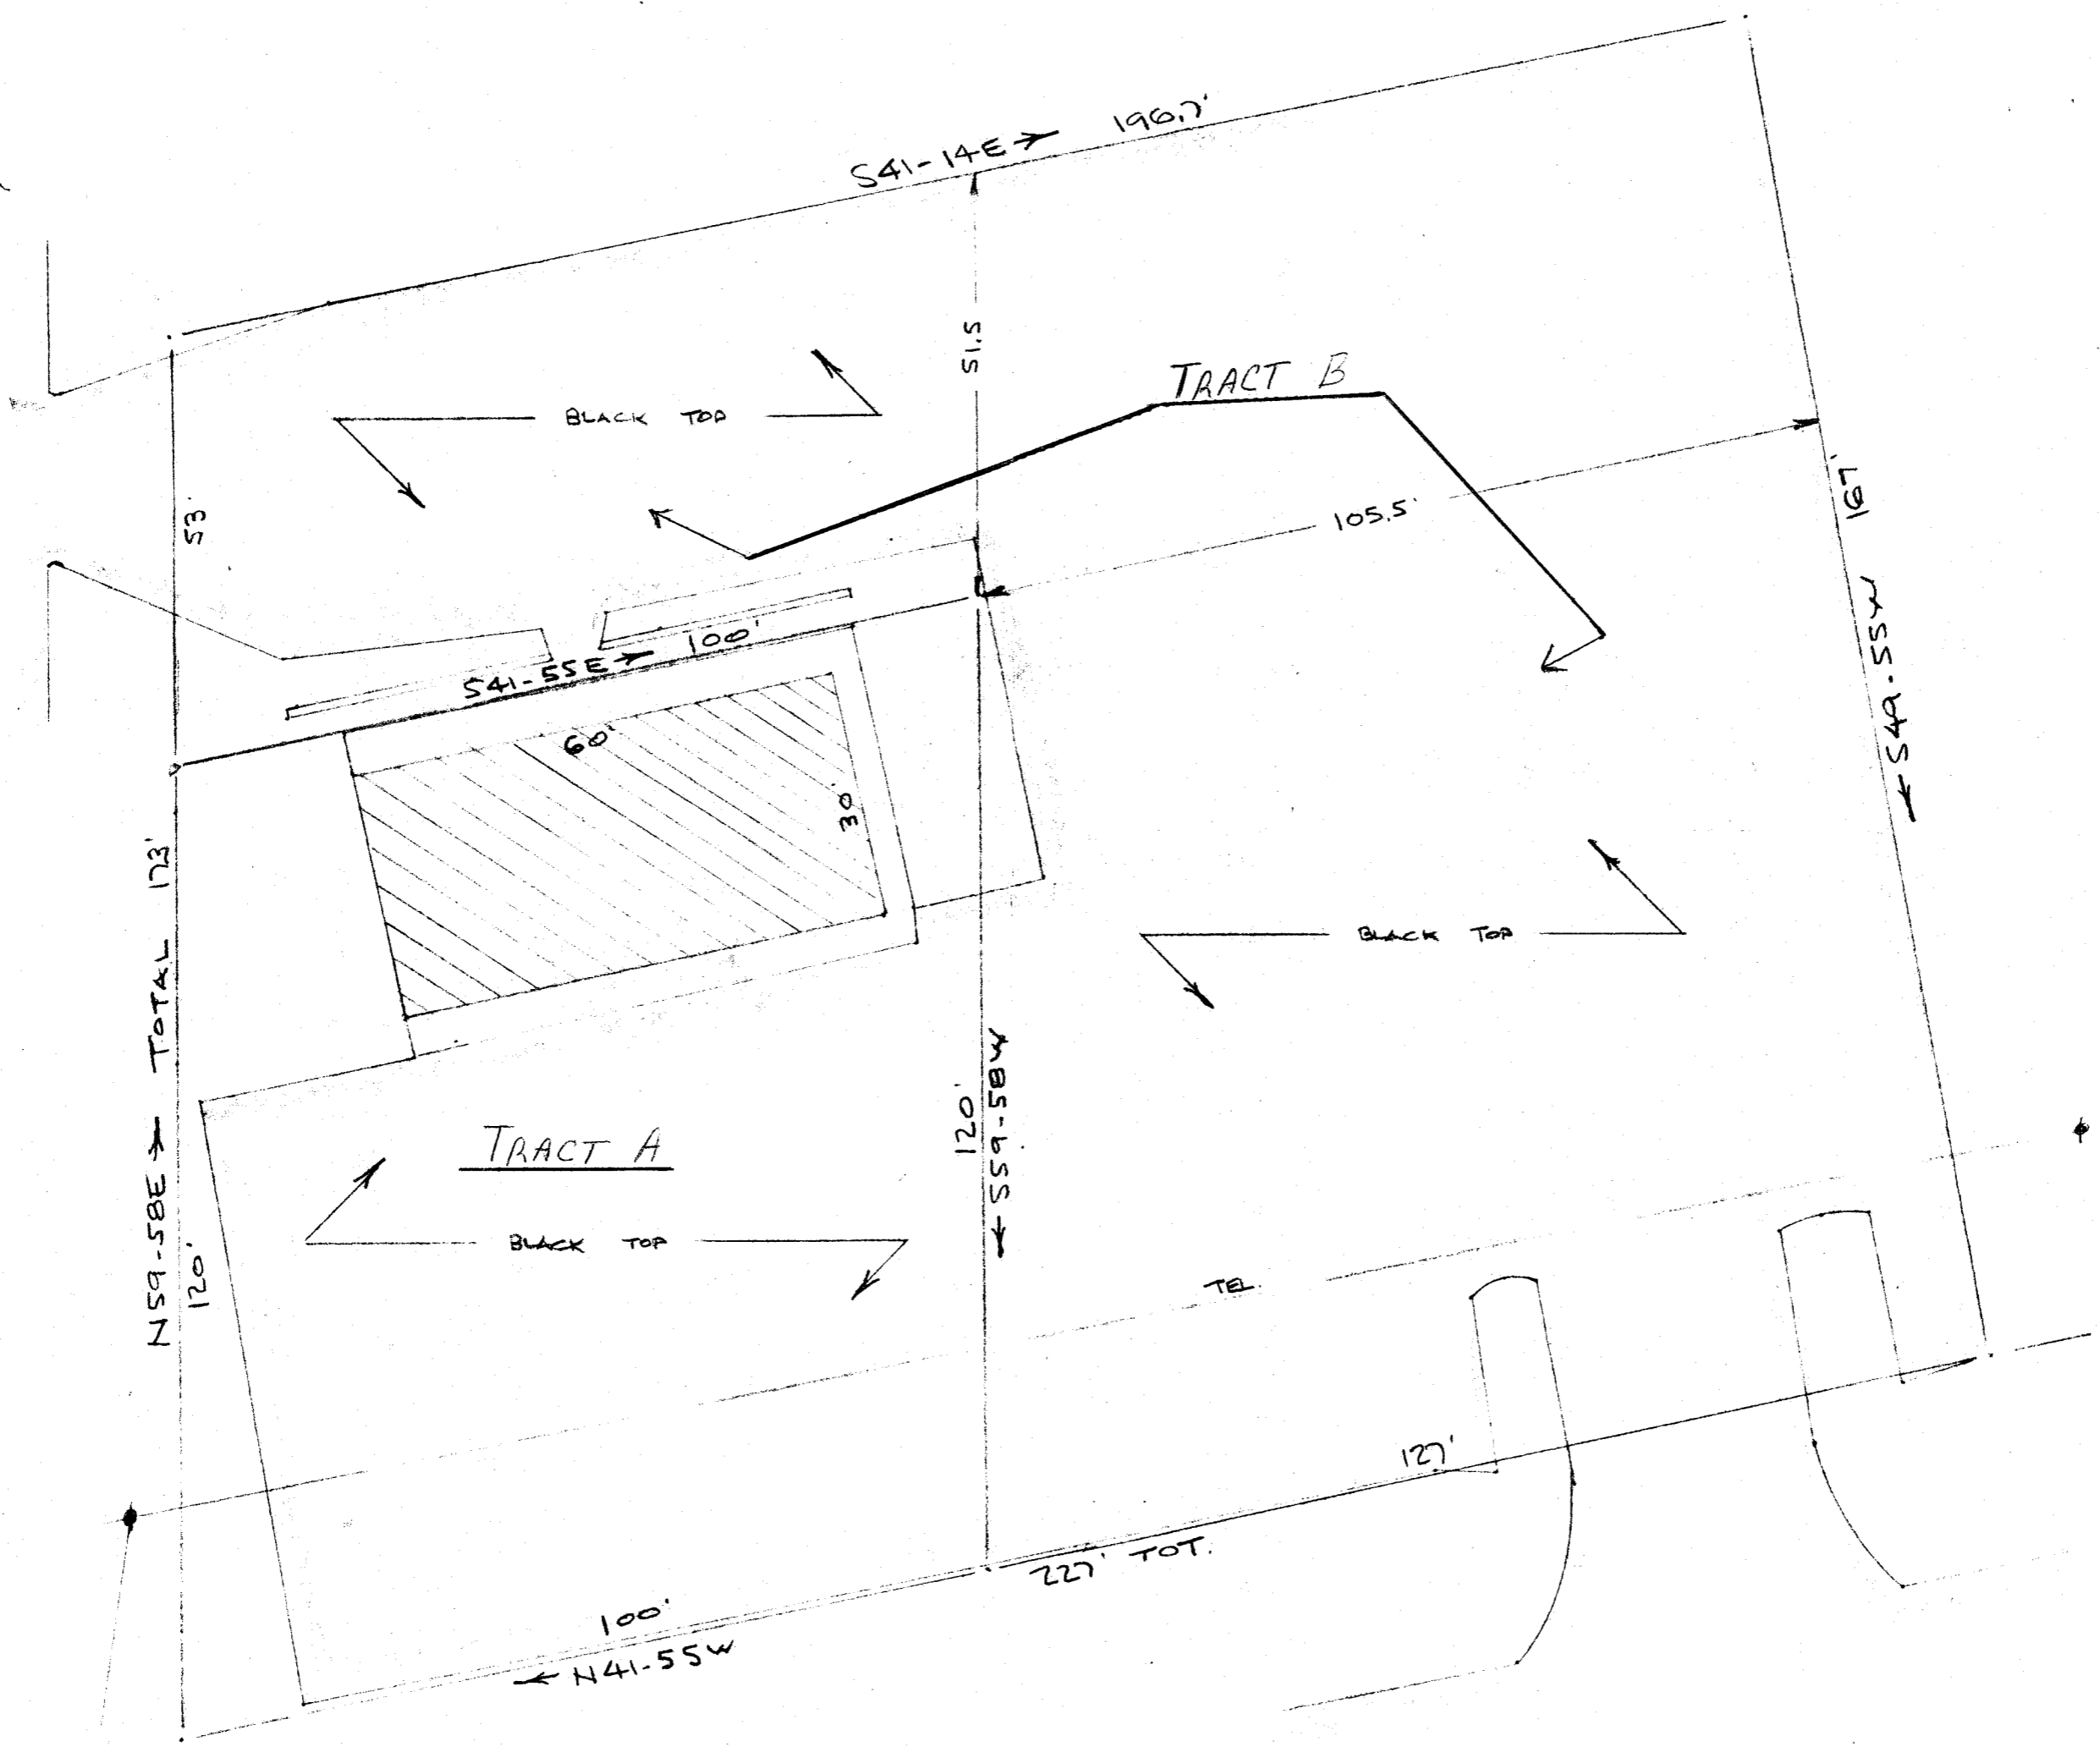 S41-14E → 196.7'
51.5
TRACT B
BLACK TOP
53'
105.5'
167'
← S49-55W
S41-55E → 100'
60'
30'
N59-58E → TOTAL 173'
120'
BLACK TOP
120'
← S59-58W
TRACT A
BLACK TOP
TEL.
127'
227' TOT.
100'
← N41-55W